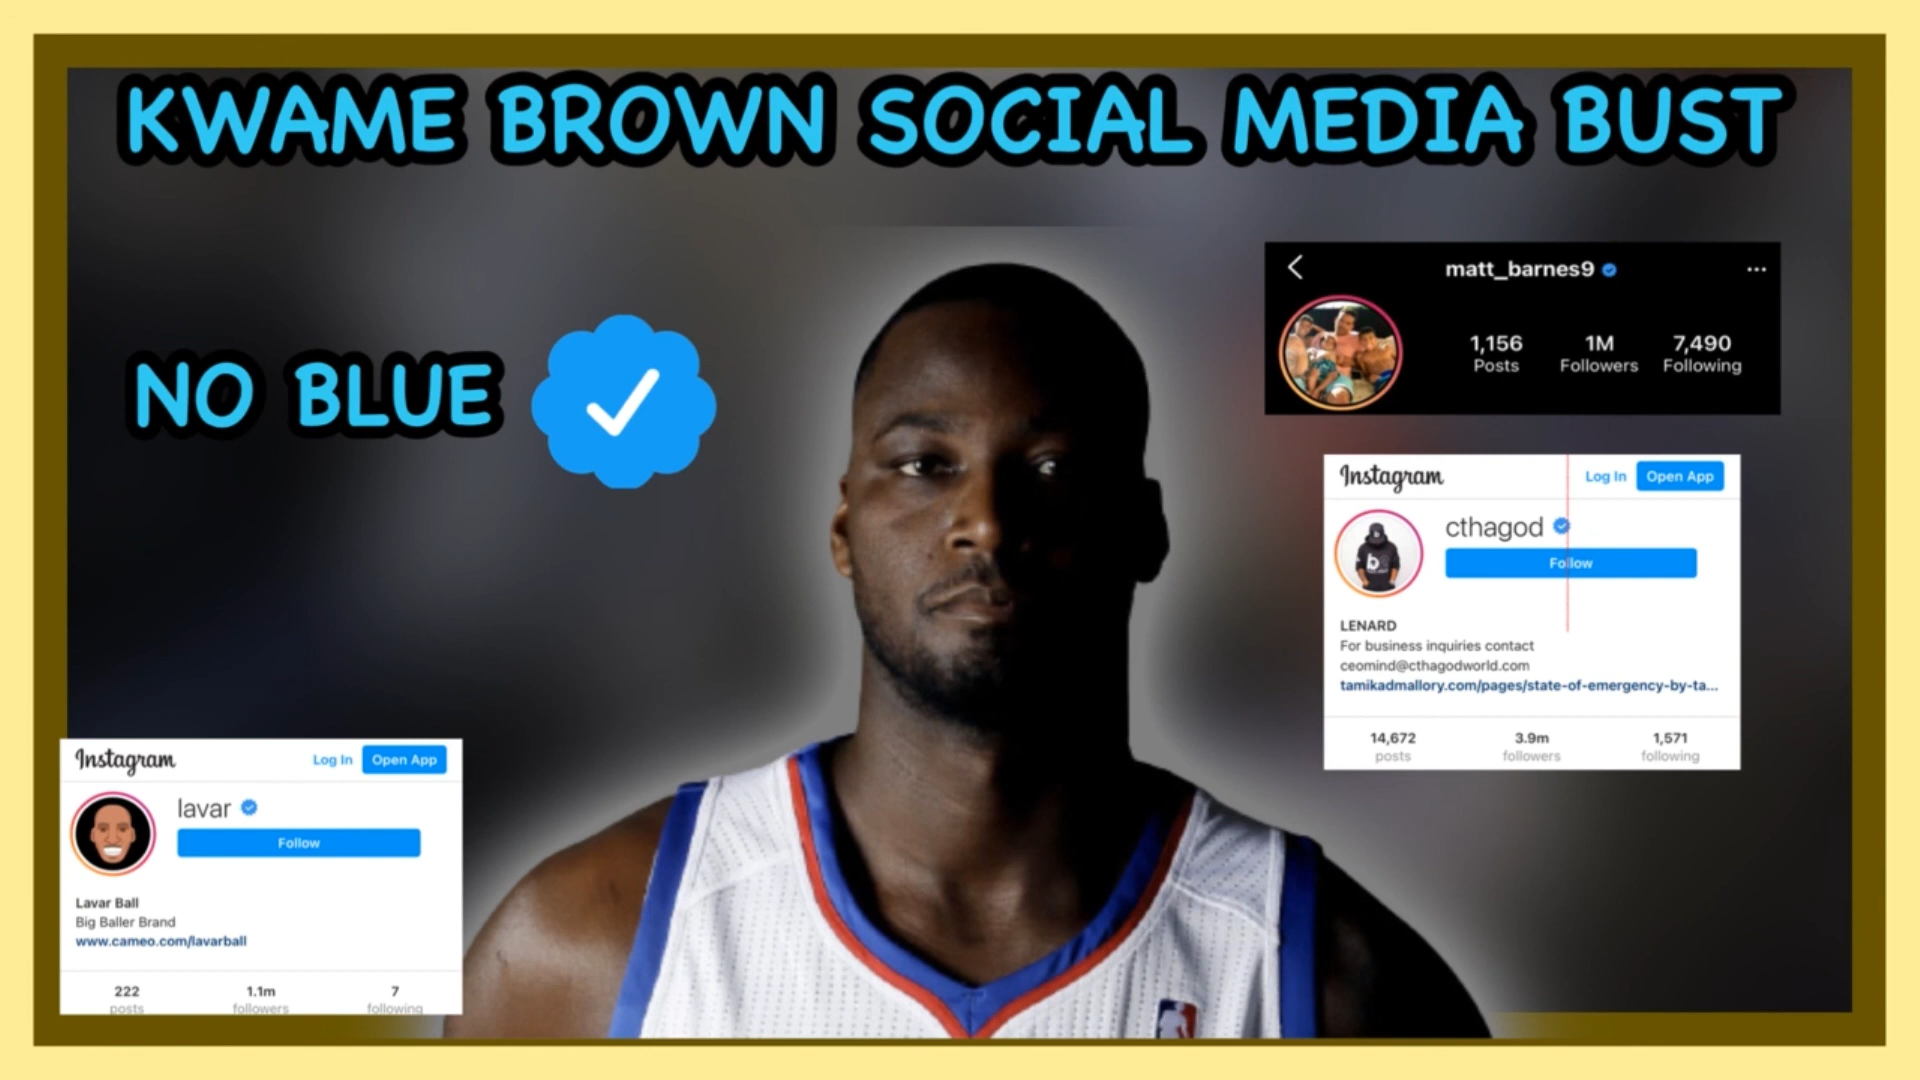 KWAME BROWN SOCIAL MEDIA BUST
NO BLUE
matt_barnes9
1,156 1M 7,490
Posts Followers Following
Instagram Log In Open App
cthagod
Follow
LENARD
For business inquiries contact
ceomind@cthagodworld.com
tamikadmallory.com/pages/state-of-emergency-by-ta...
14,672 3.9m 1,571
posts followers following
Instagram Log In Open App
lavar
Follow
Lavar Ball
Big Baller Brand
www.cameo.com/lavarball
222 1.1m 7
posts followers following